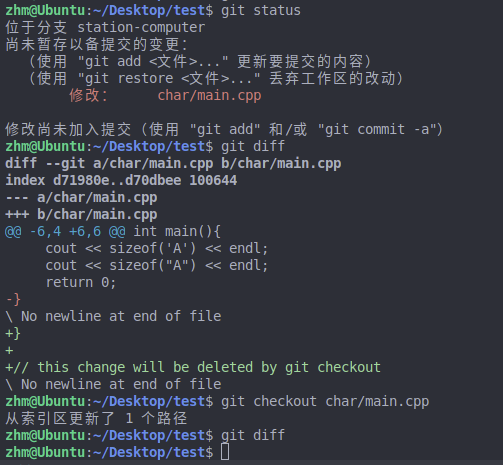 zhm@Ubuntu:~/Desktop/test$ git status
位于分支 station-computer
尚未暂存以备提交的变更：
  （使用 "git add <文件>..." 更新要提交的内容）
  （使用 "git restore <文件>..." 丢弃工作区的改动）
        修改：     char/main.cpp

修改尚未加入提交（使用 "git add" 和/或 "git commit -a"）
zhm@Ubuntu:~/Desktop/test$ git diff
diff --git a/char/main.cpp b/char/main.cpp
index d71980e..d70dbee 100644
--- a/char/main.cpp
+++ b/char/main.cpp
@@ -6,4 +6,6 @@ int main(){
     cout << sizeof('A') << endl;
     cout << sizeof("A") << endl;
     return 0;
-}
\ No newline at end of file
+}
+
+// this change will be deleted by git checkout
\ No newline at end of file
zhm@Ubuntu:~/Desktop/test$ git checkout char/main.cpp
从索引区更新了 1 个路径
zhm@Ubuntu:~/Desktop/test$ git diff
zhm@Ubuntu:~/Desktop/test$